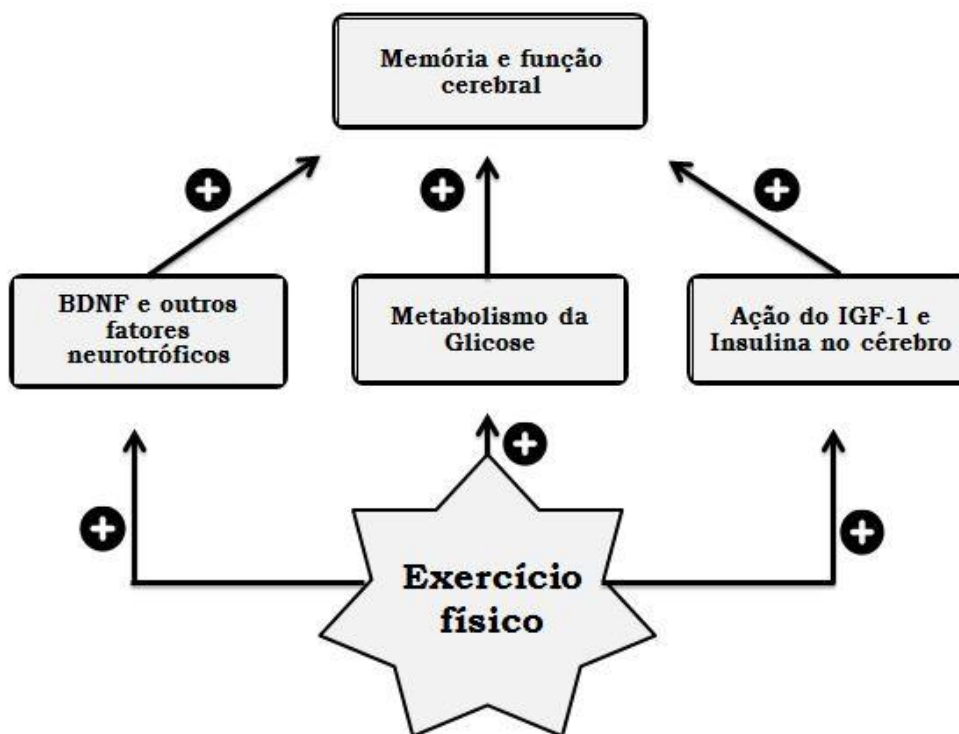 Memória e função
cerebral
BDNF e outros
fatores
neurotróficos
Metabolismo da
Glicose
Ação do IGF-1 e
Insulina no cérebro
Exercício
físico